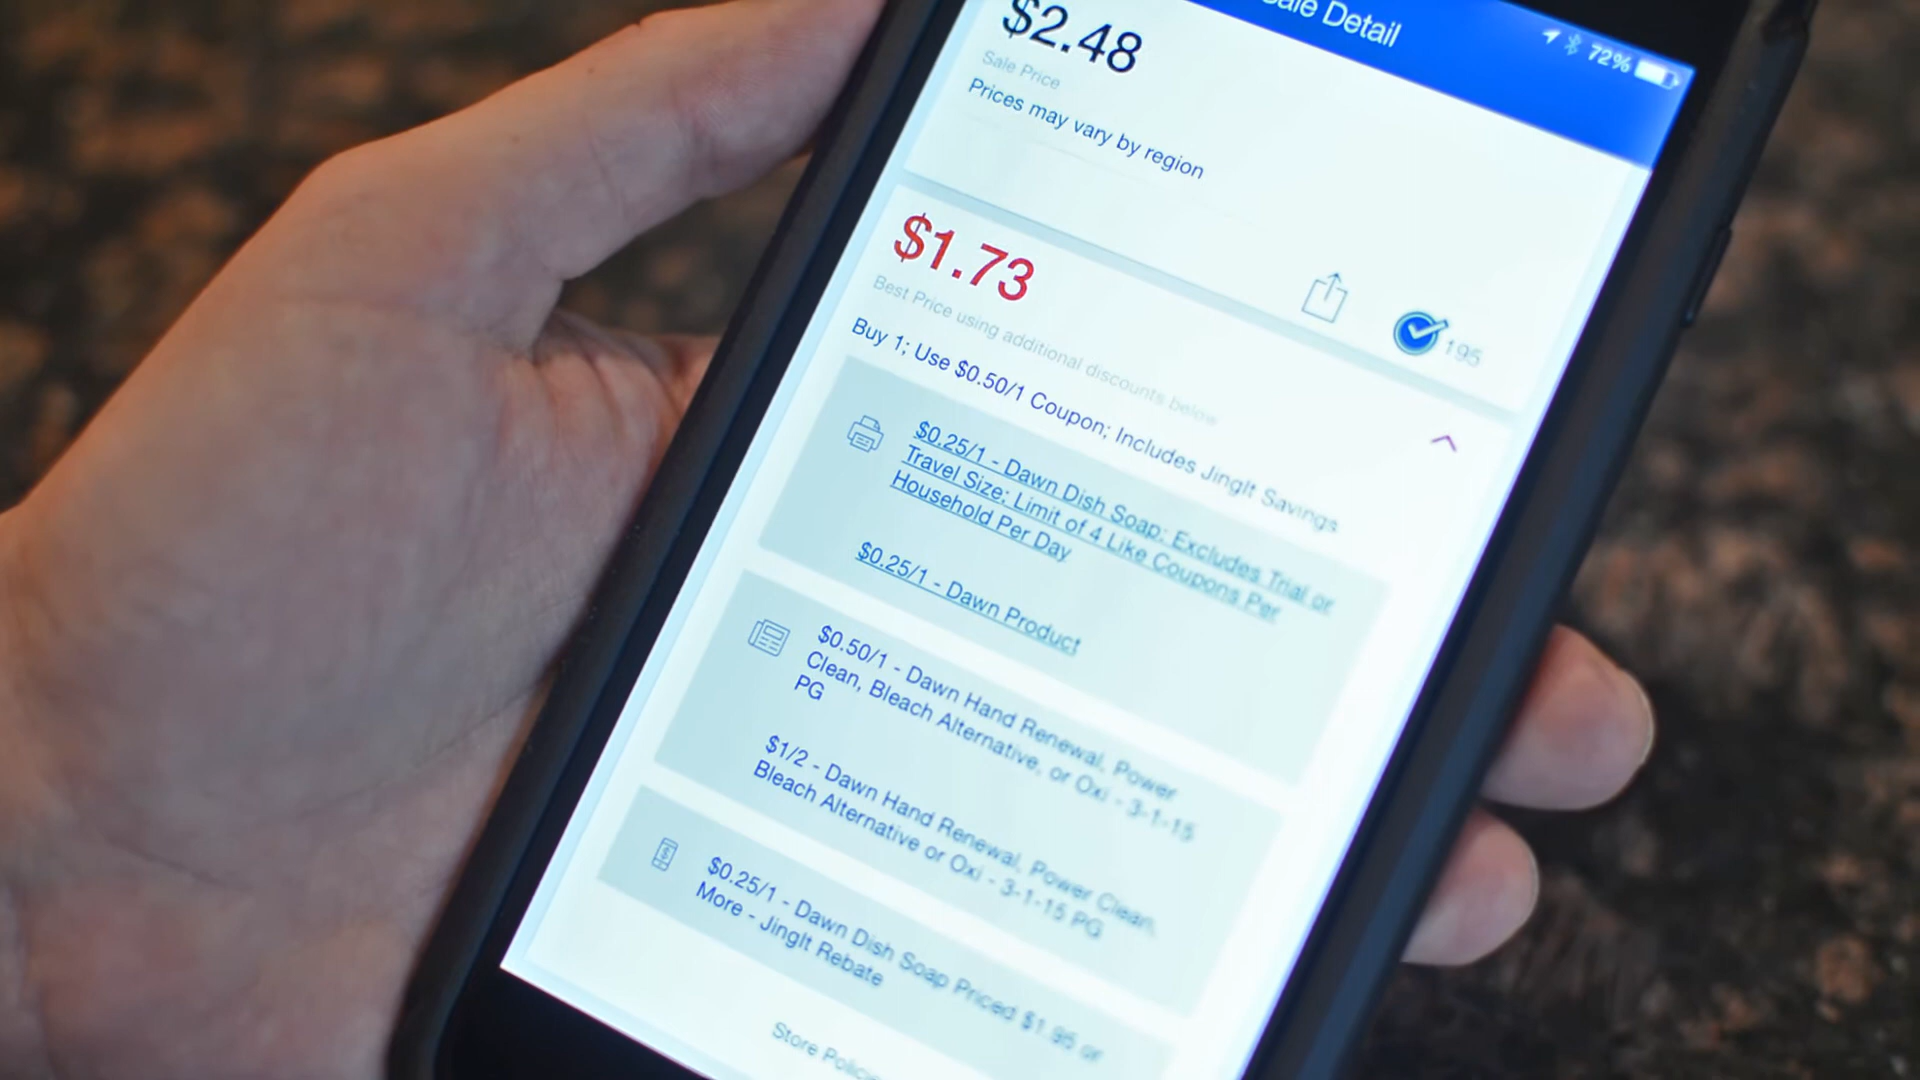 Sale Detail
72%
$2.48
Sale Price
Prices may vary by region
195
$1.73
Best Price using additional discounts below
Buy 1; Use $0.50/1 Coupon; Includes JingIt Savings
$0.25/1 - Dawn Dish Soap; Excludes Trial or
Travel Size; Limit of 4 Like Coupons Per
Household Per Day
$0.25/1 - Dawn Product
$0.50/1 - Dawn Hand Renewal, Power
Clean, Bleach Alternative, or Oxi - 3-1-15
PG
$1/2 - Dawn Hand Renewal, Power Clean,
Bleach Alternative or Oxi - 3-1-15 PG
$0.25/1 - Dawn Dish Soap Priced $1.95 or
More - JingIt Rebate
Store Policies